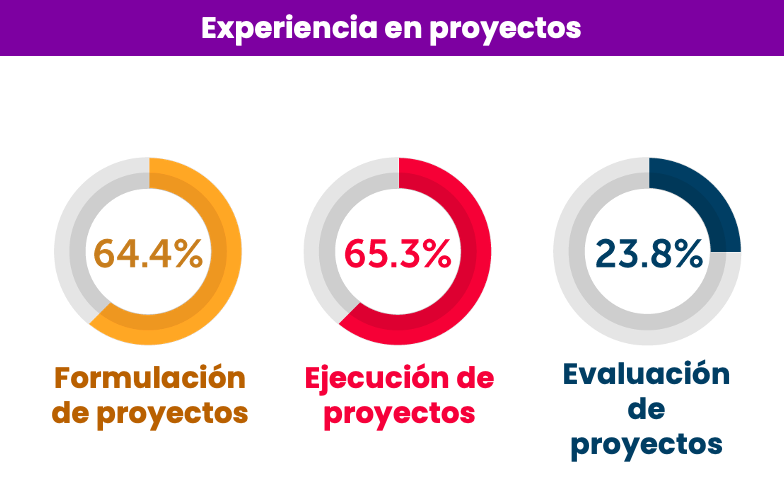 Experiencia en proyectos
64.4%
65.3%
23.8%
Formulación
de proyectos
Ejecución de
proyectos
Evaluación
de
proyectos